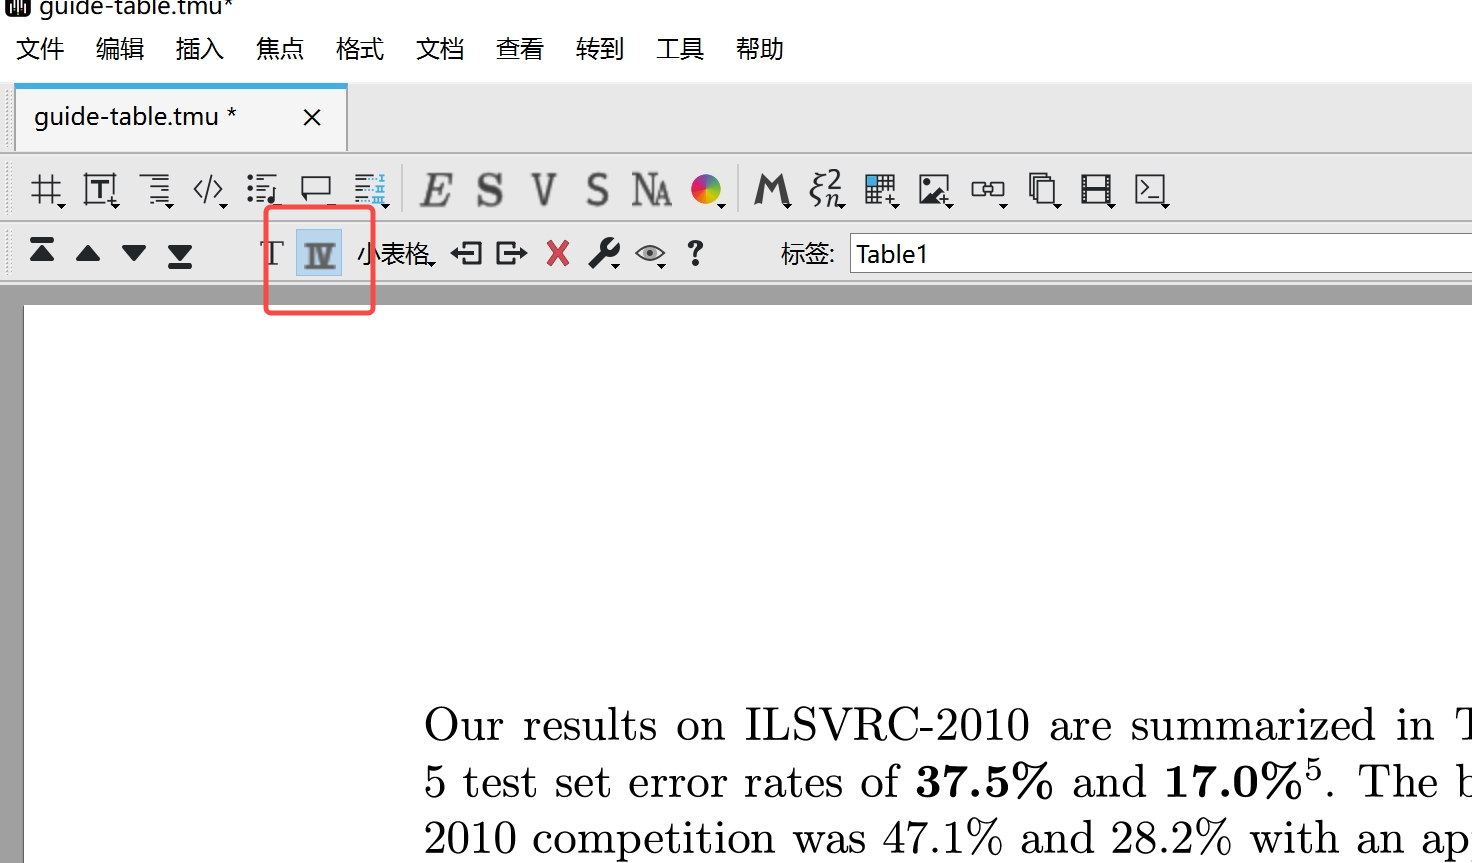 guide-table.tmu*
文件 编辑 插入 焦点 格式 文档 查看 转到 工具 帮助
guide-table.tmu *
E S V S NA
T IV 小表格 标签: Table1
Our results on ILSVRC-2010 are summarized in T
5 test set error rates of 37.5% and 17.0%⁵. The b
2010 competition was 47.1% and 28.2% with an ap